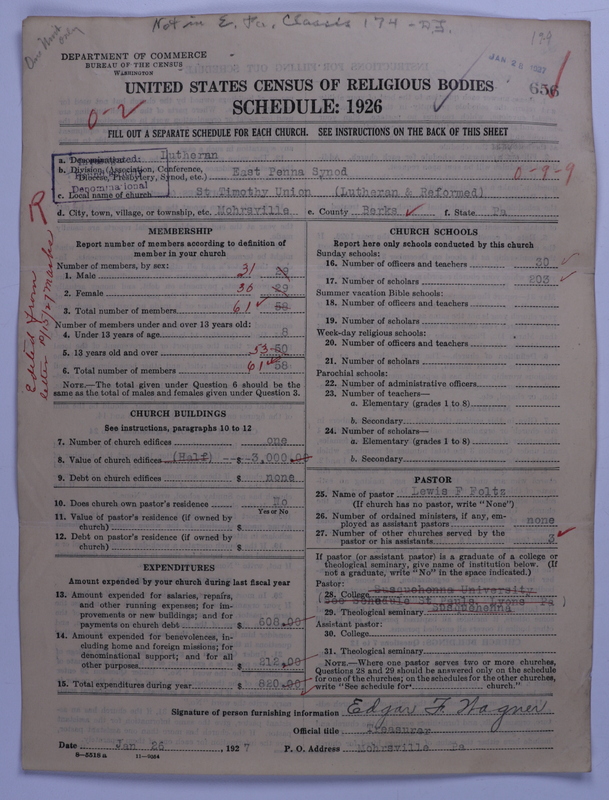 Not in E. Pa. Classis 174 - D.J.
One Half only
DEPARTMENT OF COMMERCE
BUREAU OF THE CENSUS
WASHINGTON
JAN 28 1927
656
UNITED STATES CENSUS OF RELIGIOUS BODIES
SCHEDULE: 1926
0-2
FILL OUT A SEPARATE SCHEDULE FOR EACH CHURCH. SEE INSTRUCTIONS ON THE BACK OF THIS SHEET
a. Denominational: Lutheran
b. Division (Association, Conference, Diocese, Presbytery, Synod, etc.) East Penna Synod 0-9-9
c. Local name of church St Timothy Union (Lutheran & Reformed)
d. City, town, village, or township, etc. Mohrsville e. County Berks f. State Pa
Edited from letter 9/15/27 Marks
MEMBERSHIP
Report number of members according to definition of member in your church
Number of members, by sex:
1. Male 31
2. Female 30 29
3. Total number of members 61 58
Number of members under and over 13 years old:
4. Under 13 years of age 8
5. 13 years old and over 53 50
6. Total number of members 61 58
NOTE.—The total given under Question 6 should be the same as the total of males and females given under Question 3.
CHURCH BUILDINGS
See instructions, paragraphs 10 to 12
7. Number of church edifices one
8. Value of church edifices (Half) $ 3,000.00
9. Debt on church edifices $ none
10. Does church own pastor's residence No
Yes or No
11. Value of pastor's residence (if owned by church) $
12. Debt on pastor's residence (if owned by church) $
EXPENDITURES
Amount expended by your church during last fiscal year
13. Amount expended for salaries, repairs, and other running expenses; for improvements or new buildings; and for payments on church debt $ 608.00
14. Amount expended for benevolences, including home and foreign missions; for denominational support; and for all other purposes $ 212.00
15. Total expenditures during year $ 820.00
CHURCH SCHOOLS
Report here only schools conducted by this church
Sunday schools:
16. Number of officers and teachers 30
17. Number of scholars 203
Summer vacation Bible schools:
18. Number of officers and teachers
19. Number of scholars
Week-day religious schools:
20. Number of officers and teachers
21. Number of scholars
Parochial schools:
22. Number of administrative officers
23. Number of teachers—
a. Elementary (grades 1 to 8)
b. Secondary
24. Number of scholars—
a. Elementary (grades 1 to 8)
b. Secondary
PASTOR
25. Name of pastor Lewis F Foltz
(If church has no pastor, write "None")
26. Number of ordained ministers, if any, employed as assistant pastors none
27. Number of other churches served by the pastor or his assistants 3
If pastor (or assistant pastor) is a graduate of a college or theological seminary, give name of institution below. (If not a graduate, write "No" in the space indicated.)
Pastor:
28. College Susquehanna University
29. Theological seminary Susquehanna
Assistant pastor:
30. College
31. Theological seminary
NOTE.—Where one pastor serves two or more churches, Questions 28 and 29 should be answered only on the schedule for one of the churches; on the schedules for the other churches, write "See schedule for church."
Signature of person furnishing information Edgar F. Wagner
Official title Treasurer
Date Jan 26, 1927 P. O. Address Mohrsville Pa
8-5518 a